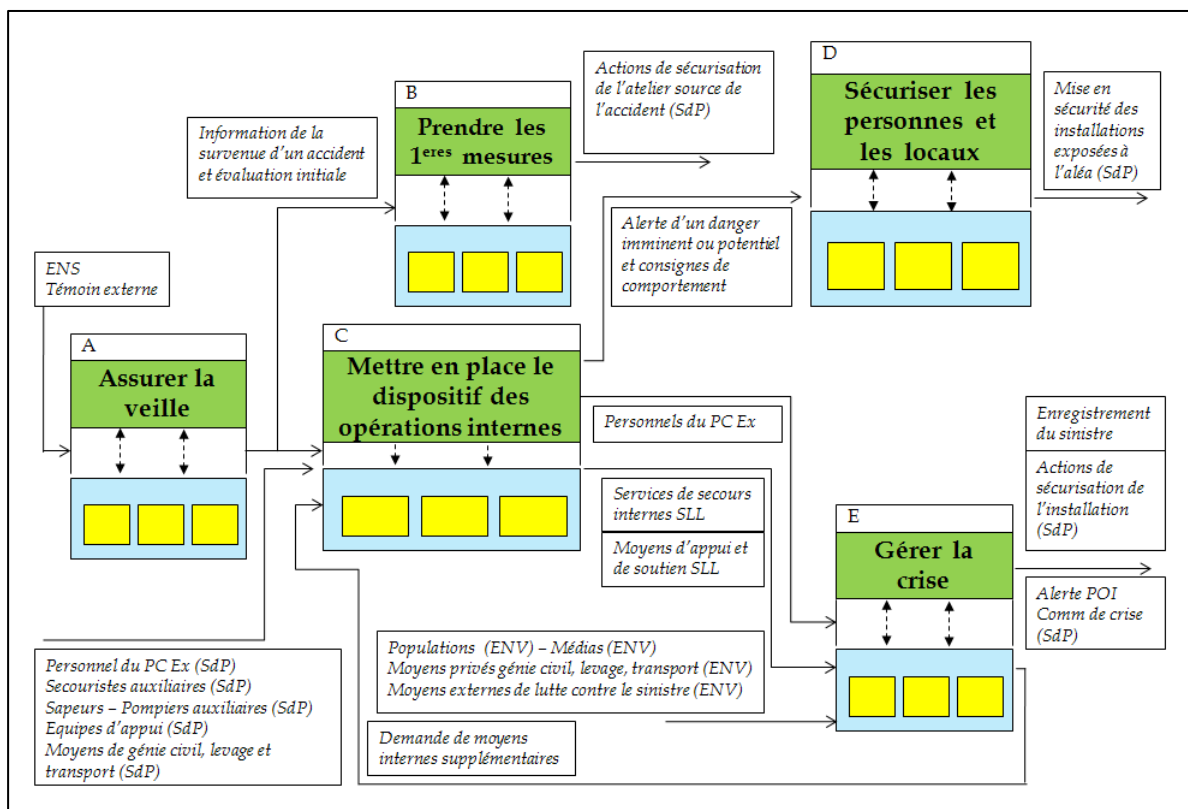 B
Prendre les
1eres mesures
Actions de sécurisation
de l'atelier source de
l'accident (SdP)
D
Sécuriser les
personnes et
les locaux
Mise en
sécurité des
installations
exposées à
l'aléa (SdP)
Information de la
survenue d'un accident
et évaluation initiale
Alerte d'un danger
imminent ou potentiel
et consignes de
comportement
ENS
Témoin externe
A
Assurer la
veille
C
Mettre en place le
dispositif des
opérations internes
Personnels du PC Ex
Services de secours
internes SLL
Moyens d'appui et
de soutien SLL
E
Gérer la
crise
Enregistrement
du sinistre
Actions de
sécurisation de
l'installation
(SdP)
Alerte POI
Comm de crise
(SdP)
Personnel du PC Ex (SdP)
Secouristes auxiliaires (SdP)
Sapeurs – Pompiers auxiliaires (SdP)
Equipes d'appui (SdP)
Moyens de génie civil, levage et
transport (SdP)
Populations (ENV) – Médias (ENV)
Moyens privés génie civil, levage, transport (ENV)
Moyens externes de lutte contre le sinistre (ENV)
Demande de moyens
internes supplémentaires